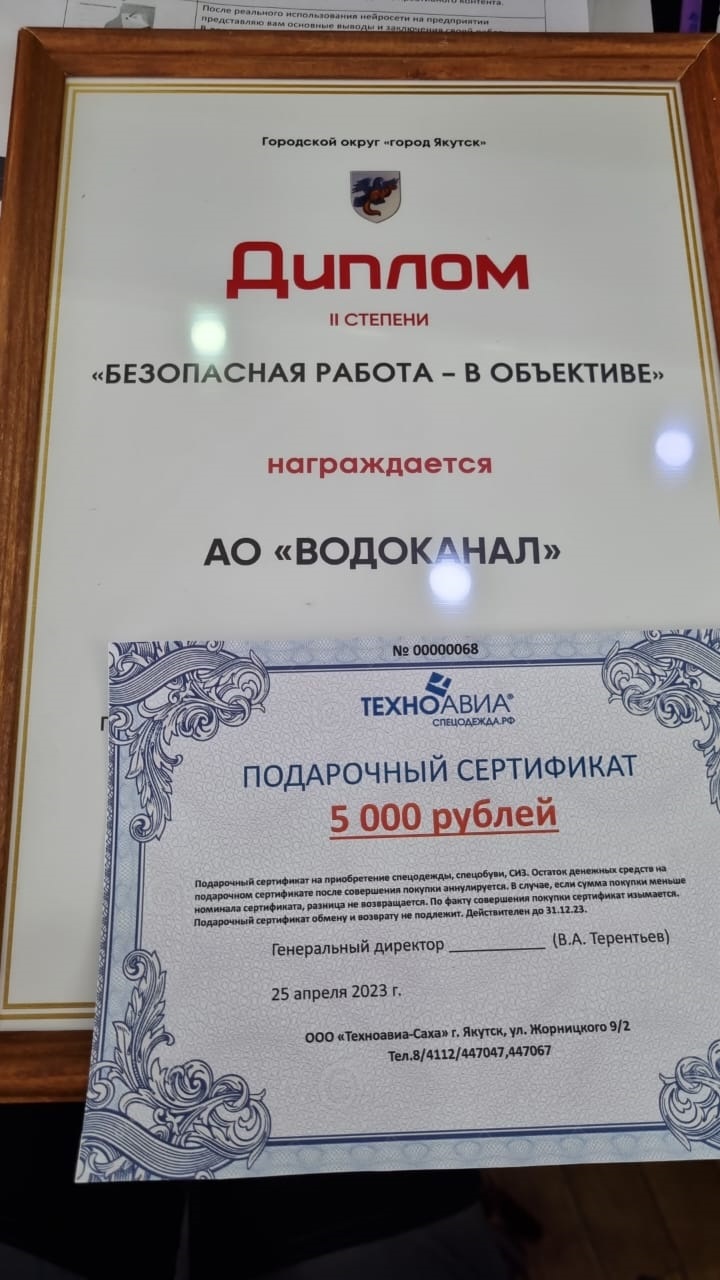 После реального использования нейросети на предприятии
представляю вам основные выводы и заключения своей
Городской округ «город Якутск»
Диплом
II СТЕПЕНИ
«БЕЗОПАСНАЯ РАБОТА – В ОБЪЕКТИВЕ»
награждается
АО «ВОДОКАНАЛ»
№ 00000068
ТЕХНОАВИА®
СПЕЦОДЕЖДА.РФ
ПОДАРОЧНЫЙ СЕРТИФИКАТ
5 000 рублей
Подарочный сертификат на приобретение спецодежды, спецобуви, СИЗ. Остаток денежных средств на
подарочном сертификате после совершения покупки аннулируется. В случае, если сумма покупки меньше
номинала сертификата, разница не возвращается. По факту совершения покупки сертификат изымается.
Подарочный сертификат обмену и возврату не подлежит. Действителен до 31.12.23.
Генеральный директор ___________ (В.А. Терентьев)
25 апреля 2023 г.
ООО «Техноавиа-Саха» г. Якутск, ул. Жорницкого 9/2
Тел.8/4112/447047,447067